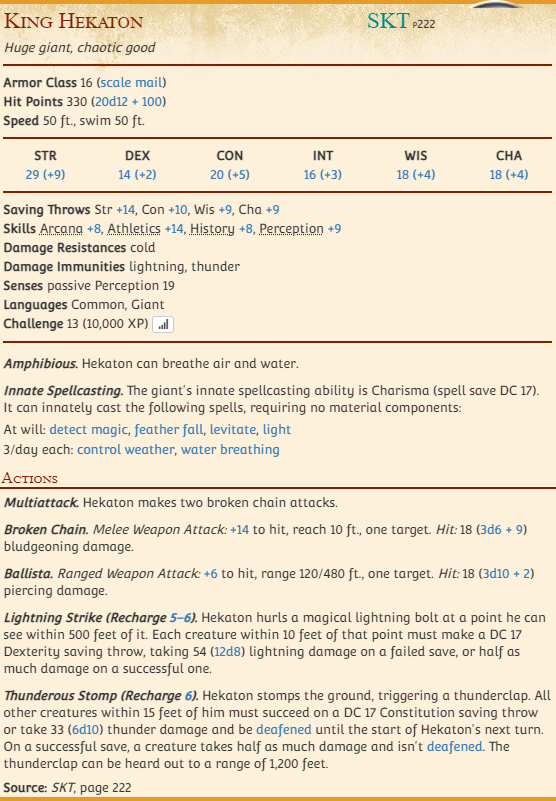 King Hekaton
SKT p222
Huge giant, chaotic good
Armor Class 16 (scale mail)
Hit Points 330 (20d12 + 100)
Speed 50 ft., swim 50 ft.
STR DEX CON INT WIS CHA
29 (+9) 14 (+2) 20 (+5) 16 (+3) 18 (+4) 18 (+4)
Saving Throws Str +14, Con +10, Wis +9, Cha +9
Skills Arcana +8, Athletics +14, History +8, Perception +9
Damage Resistances cold
Damage Immunities lightning, thunder
Senses passive Perception 19
Languages Common, Giant
Challenge 13 (10,000 XP)
Amphibious. Hekaton can breathe air and water.
Innate Spellcasting. The giant's innate spellcasting ability is Charisma (spell save DC 17).
It can innately cast the following spells, requiring no material components:
At will: detect magic, feather fall, levitate, light
3/day each: control weather, water breathing
Actions
Multiattack. Hekaton makes two broken chain attacks.
Broken Chain. Melee Weapon Attack: +14 to hit, reach 10 ft., one target. Hit: 18 (3d6 + 9)
bludgeoning damage.
Ballista. Ranged Weapon Attack: +6 to hit, range 120/480 ft., one target. Hit: 18 (3d10 + 2)
piercing damage.
Lightning Strike (Recharge 5–6). Hekaton hurls a magical lightning bolt at a point he can
see within 500 feet of it. Each creature within 10 feet of that point must make a DC 17
Dexterity saving throw, taking 54 (12d8) lightning damage on a failed save, or half as
much damage on a successful one.
Thunderous Stomp (Recharge 6). Hekaton stomps the ground, triggering a thunderclap. All
other creatures within 15 feet of him must succeed on a DC 17 Constitution saving throw
or take 33 (6d10) thunder damage and be deafened until the start of Hekaton's next turn.
On a successful save, a creature takes half as much damage and isn't deafened. The
thunderclap can be heard out to a range of 1,200 feet.
Source: SKT, page 222